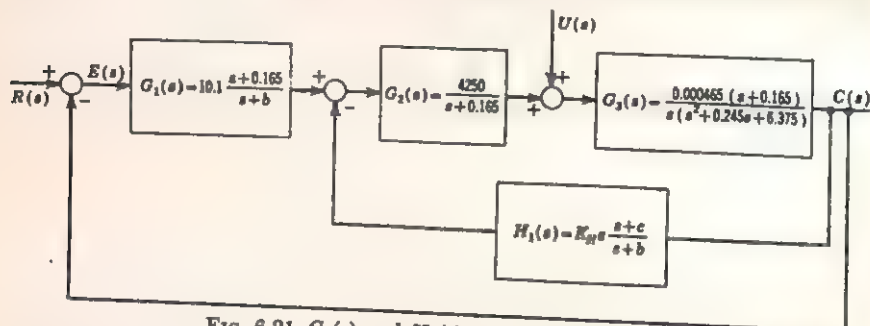 U(s)
+
E(s)
R(s)
−
G₁(s)=10.1 (s+0.165)/(s+b)
+
−
G₂(s)=4250/(s+0.165)
+
+
G₃(s)=0.000465 (s+0.165)/(s(s²+0.245s+6.375))
C(s)
H₁(s)=K_H s (s+c)/(s+b)